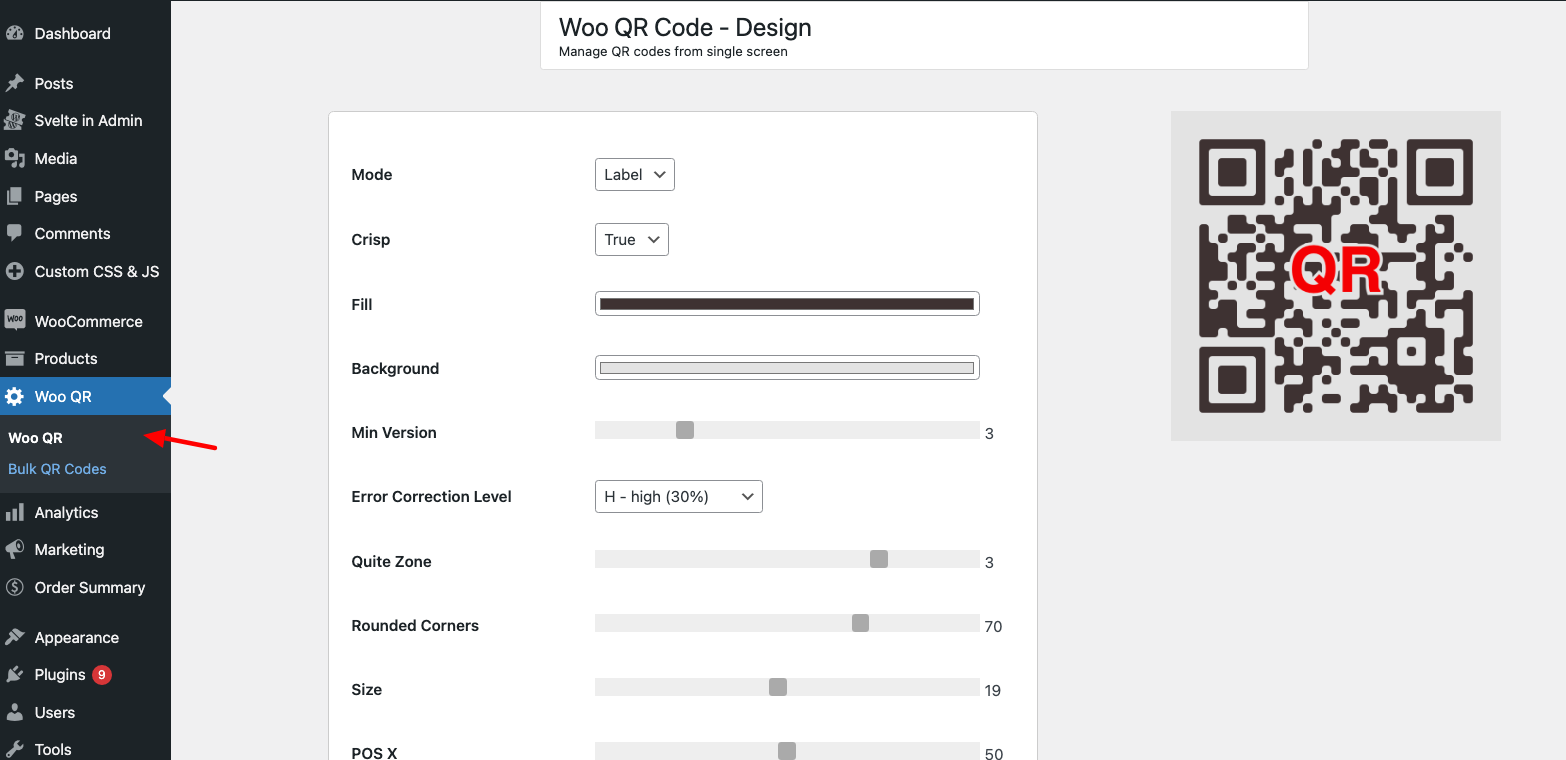 Dashboard
Posts
Svelte in Admin
Media
Pages
Comments
Custom CSS & JS
WOO WooCommerce
Products
Woo QR
Woo QR
Bulk QR Codes
Analytics
Marketing
Order Summary
Appearance
Plugins 9
Users
Tools
Woo QR Code - Design
Manage QR codes from single screen
Mode Label
Crisp True
Fill
Background
Min Version 3
Error Correction Level H - high (30%)
Quite Zone 3
Rounded Corners 70
Size 19
POS X 50
QR